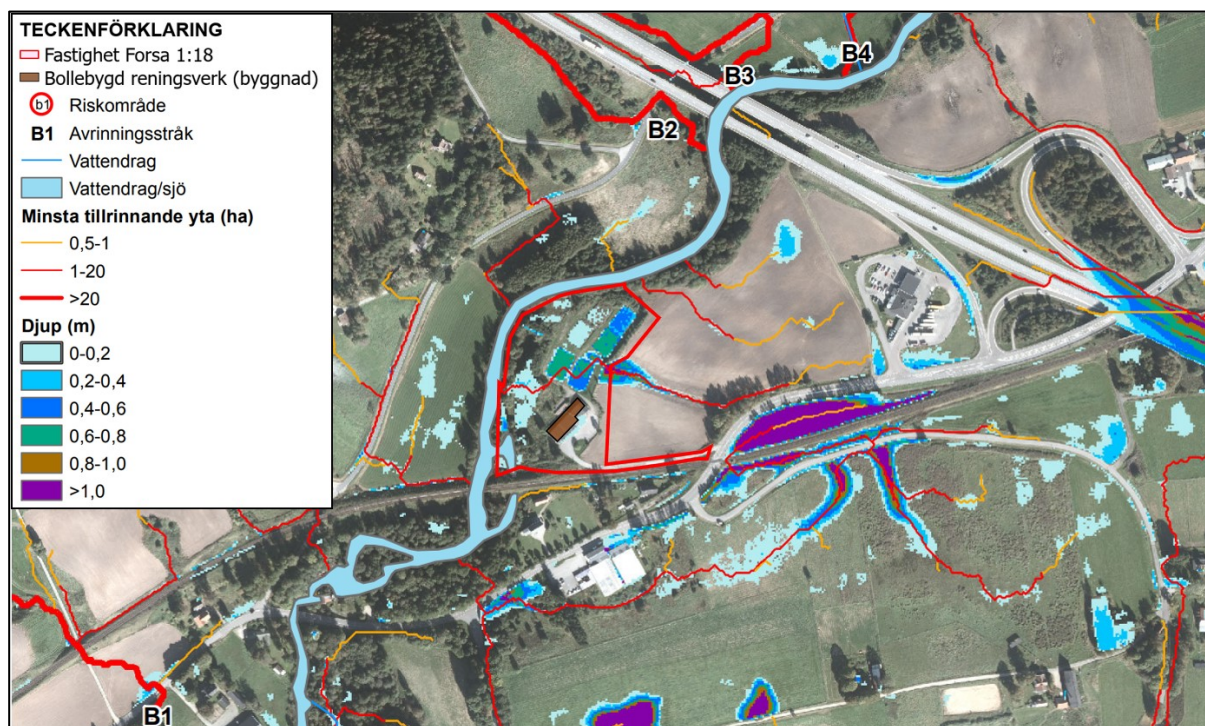 TECKENFÖRKLARING
Fastighet Forsa 1:18
Bollebygd reningsverk (byggnad)
b1 Riskområde
B1 Avrinningsstråk
Vattendrag
Vattendrag/sjö
Minsta tillrinnande yta (ha)
0,5-1
1-20
>20
Djup (m)
0-0,2
0,2-0,4
0,4-0,6
0,6-0,8
0,8-1,0
>1,0
B4
B3
B2
B1